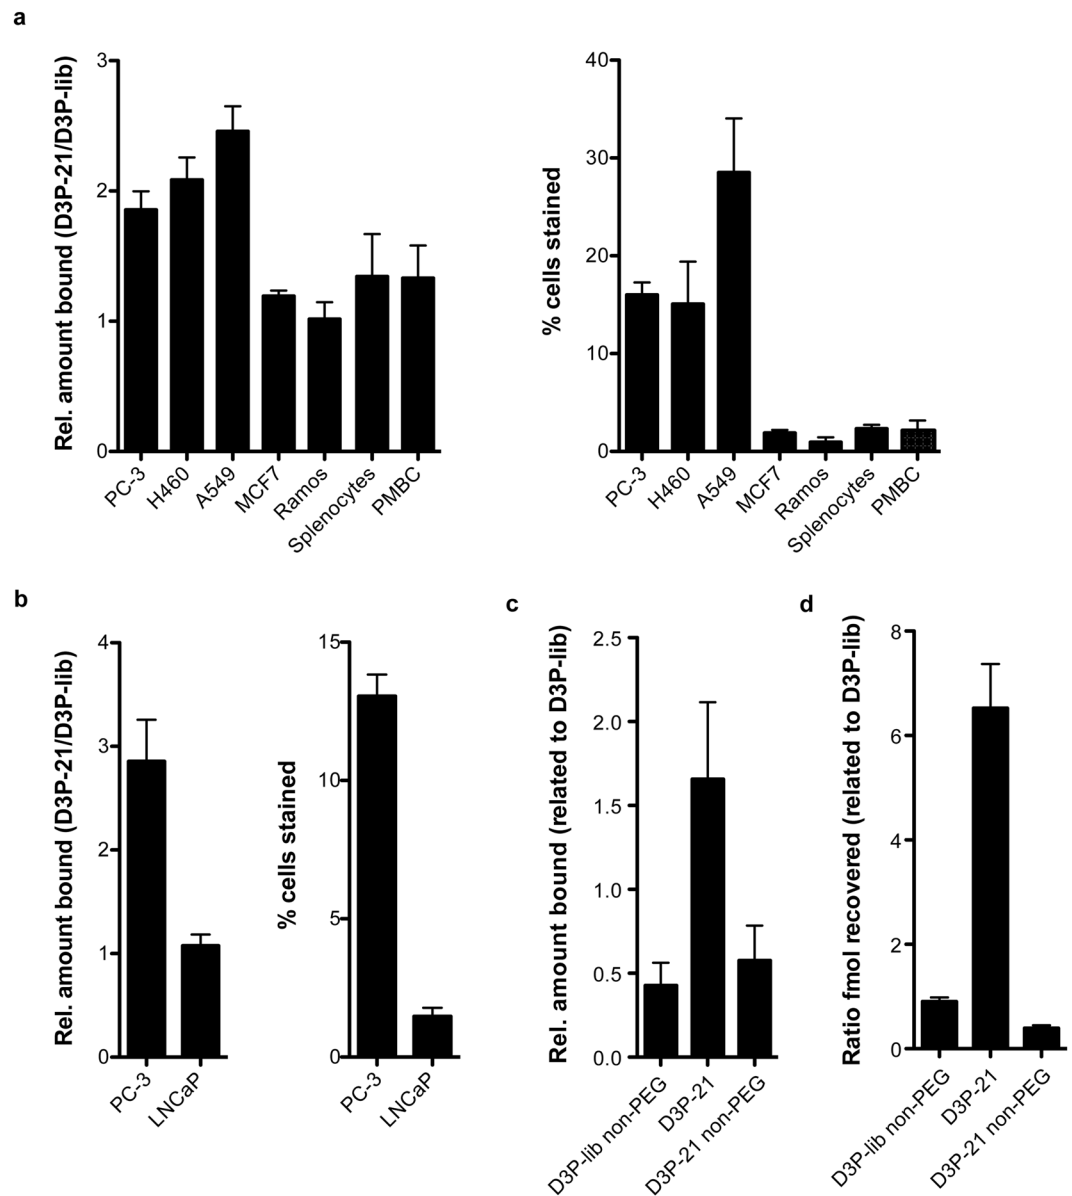 a
Rel. amount bound (D3P-21/D3P-lib)
3
2
1
0
PC-3
H460
A549
MCF7
Ramos
Splenocytes
PMBC
% cells stained
40
30
20
10
0
PC-3
H460
A549
MCF7
Ramos
Splenocytes
PMBC
b
Rel. amount bound (D3P-21/D3P-lib)
4
3
2
1
0
PC-3
LNCaP
% cells stained
15
10
5
0
PC-3
LNCaP
c
Rel. amount bound (related to D3P-lib)
2.5
2.0
1.5
1.0
0.5
0.0
D3P-lib non-PEG
D3P-21
D3P-21 non-PEG
d
Ratio fmol recovered (related to D3P-lib)
8
6
4
2
0
D3P-lib non-PEG
D3P-21
D3P-21 non-PEG